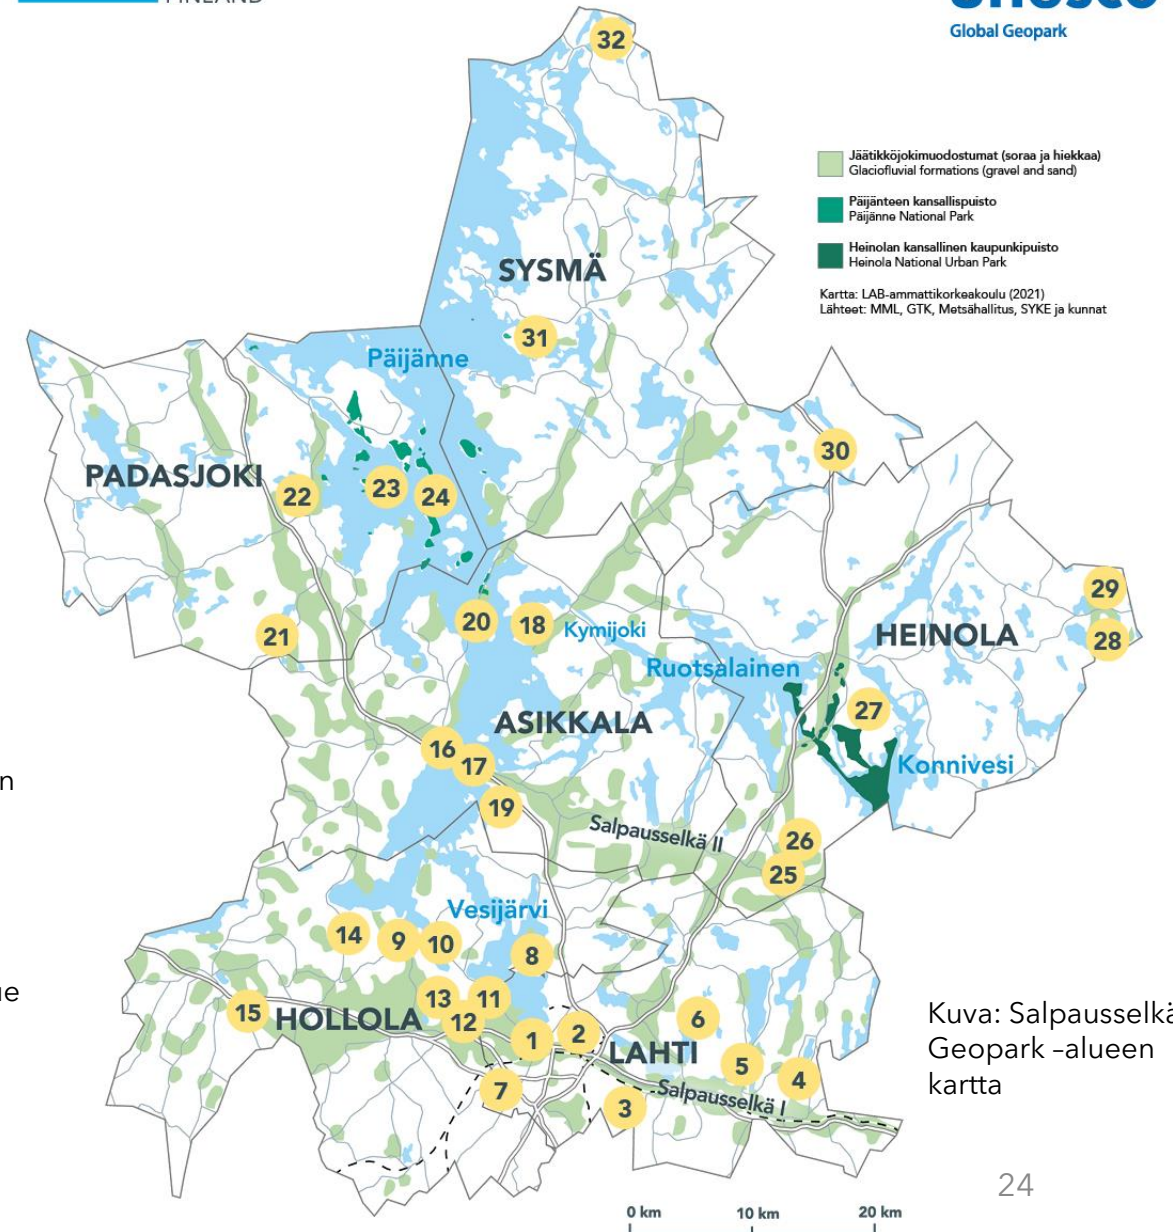 FINLAND
unesco
Global Geopark
32
Jäätikköjokimuodostumat (soraa ja hiekkaa)
Glaciofluvial formations (gravel and sand)
Päijänteen kansallispuisto
Päijänne National Park
Heinolan kansallinen kaupunkipuisto
Heinola National Urban Park
Kartta: LAB-ammattikorkeakoulu (2021)
Lähteet: MML, GTK, Metsähallitus, SYKE ja kunnat
SYSMÄ
31
Päijänne
30
PADASJOKI
22
23
24
29
20
18
Kymijoki
21
HEINOLA
28
Ruotsalainen
27
ASIKKALA
16
17
Konnivesi
n
19
Salpausselkä II
26
25
Vesijärvi
14
9
10
8
13
11
15
HOLLOLA
12
6
1
2
LAHTI
5
4
7
3
Salpausselkä I
Kuva: Salpausselkä
Geopark –alueen
kartta
24
0 km
10 km
20 km